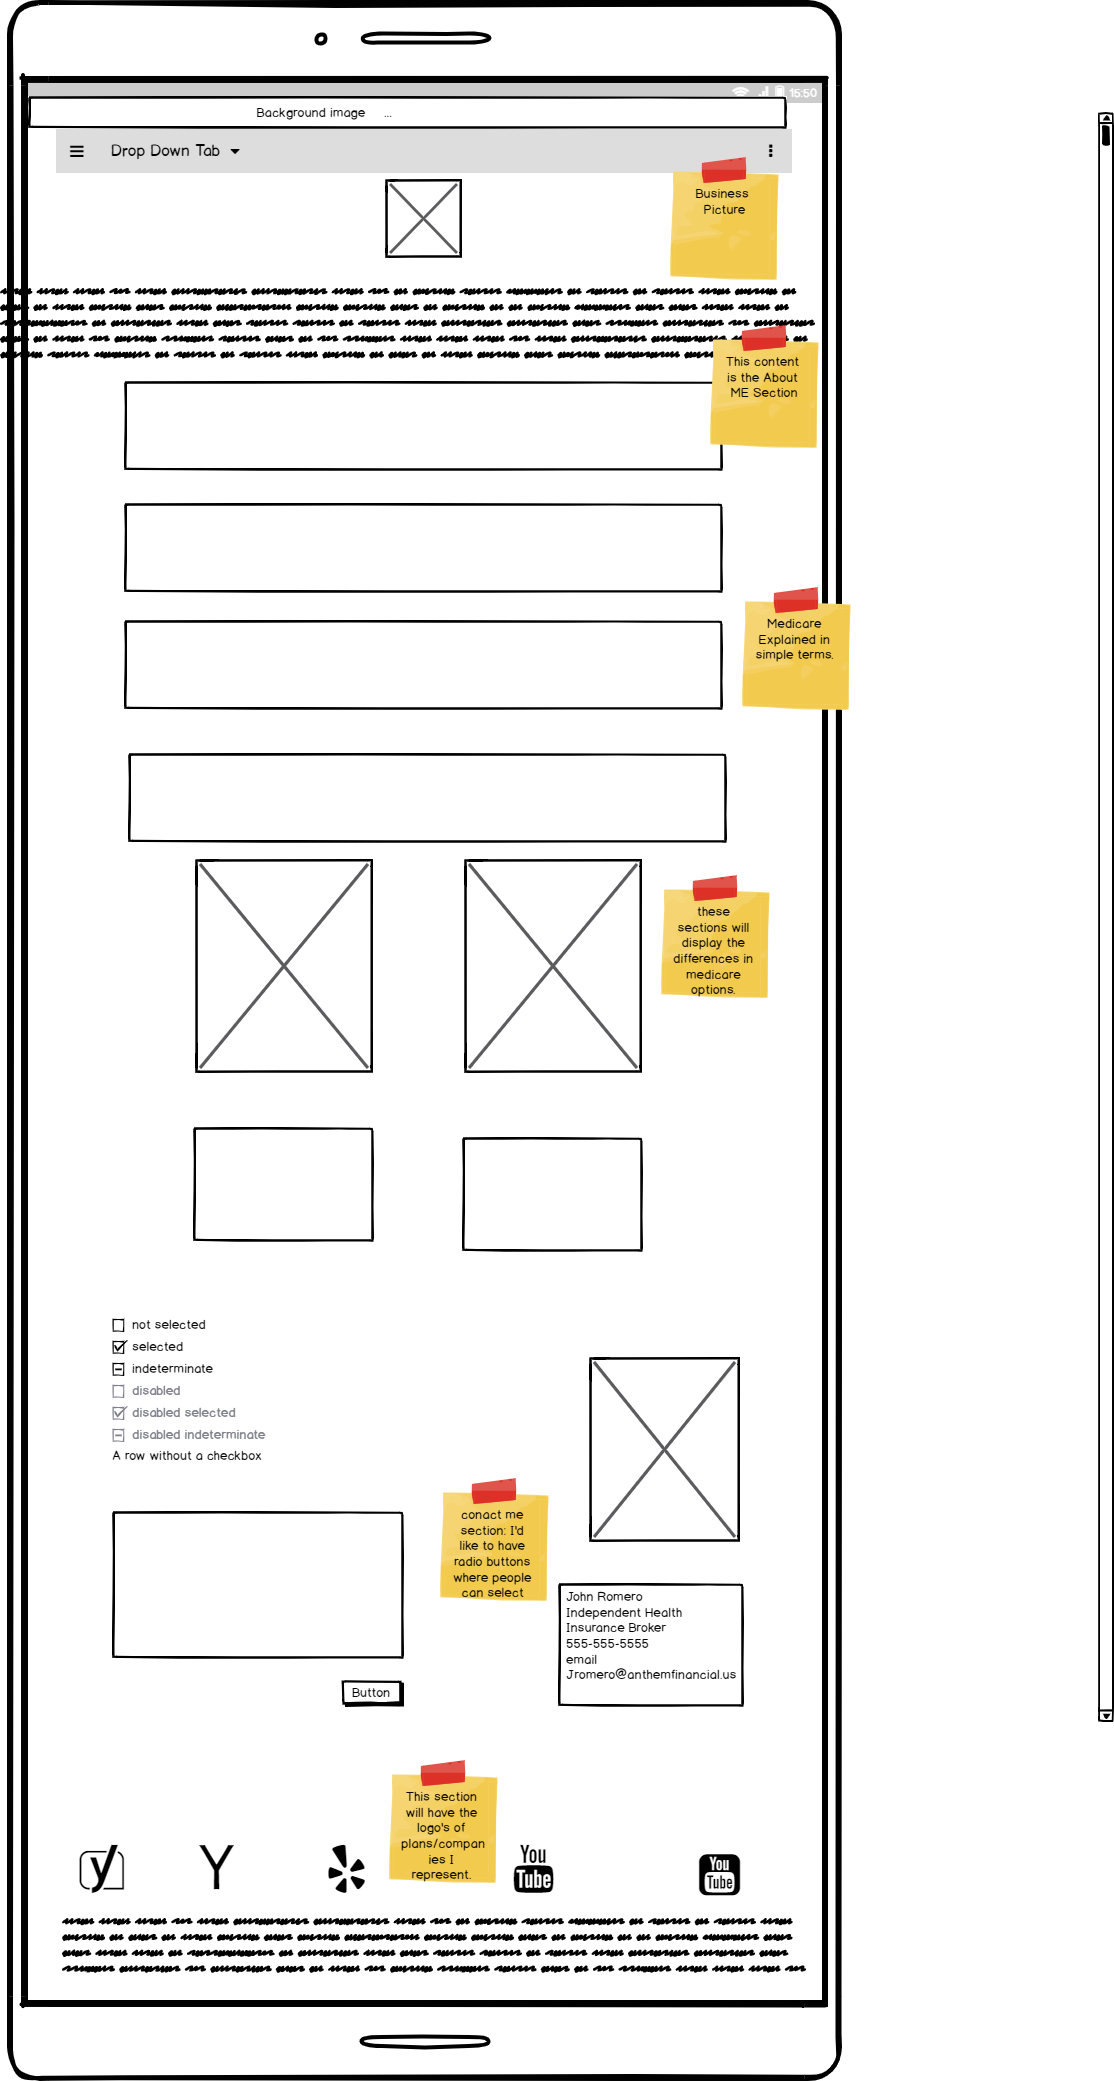 15:50
Background image ...
Drop Down Tab
Business
Picture
This content
is the About
ME Section
Medicare
Explained in
simple terms.
these
sections will
display the
differences in
medicare
options.
not selected
selected
indeterminate
disabled
disabled selected
disabled indeterminate
A row without a checkbox
conact me
section: I'd
like to have
radio buttons
where people
can select
John Romero
Independent Health
Insurance Broker
555-555-5555
email
Jromero@anthemfinancial.us
Button
This section
will have the
logo's of
plans/compan
ies I
represent.
y
Y
You
Tube
You
Tube